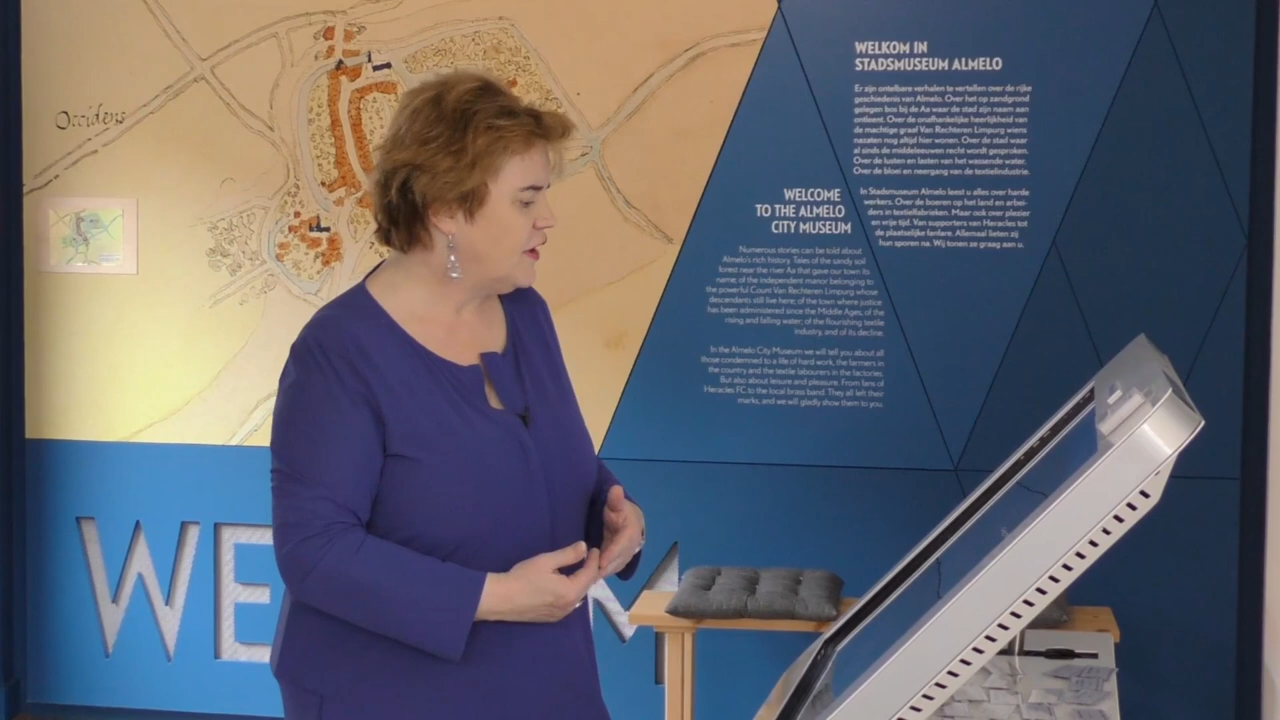 Occidens
WELKOM IN
STADSMUSEUM ALMELO
Er zijn ontelbare verhalen te vertellen over de rijke
geschiedenis van Almelo. Over het op zandgrond
gelegen bos bij de Aa waar de stad zijn naam aan
ontleent. Over de onafhankelijke heerlijkheid van
de machtige graaf Van Rechteren Limpurg wiens
nazaten nog altijd hier wonen. Over de stad waar
al sinds de middeleeuwen recht wordt gesproken.
Over de lusten en lasten van het wassende water.
Over de bloei en neergang van de textielindustrie.
In Stadsmuseum Almelo leest u alles over harde
werkers. Over de boeren op het land en arbei-
ders in textielfabrieken. Maar ook over plezier
en vrije tijd. Van supporters van Heracles tot
de plaatselijke fanfare. Allemaal lieten zij
hun sporen na. Wij tonen ze graag aan u.
WELCOME
TO THE ALMELO
CITY MUSEUM
Numerous stories can be told about
Almelo's rich history. Tales of the sandy soil
forest near the river Aa that gave our town its
name; of the independent manor belonging to
the powerful Count Van Rechteren Limpurg whose
descendants still live here; of the town where justice
has been administered since the Middle Ages; of the
rising and falling water; of the flourishing textile
industry, and of its decline.
In the Almelo City Museum we will tell you about all
those condemned to a life of hard work, the farmers in
the country and the textile labourers in the factories.
But also about leisure and pleasure. From fans of
Heracles FC to the local brass band. They all left their
marks, and we will gladly show them to you.
WE